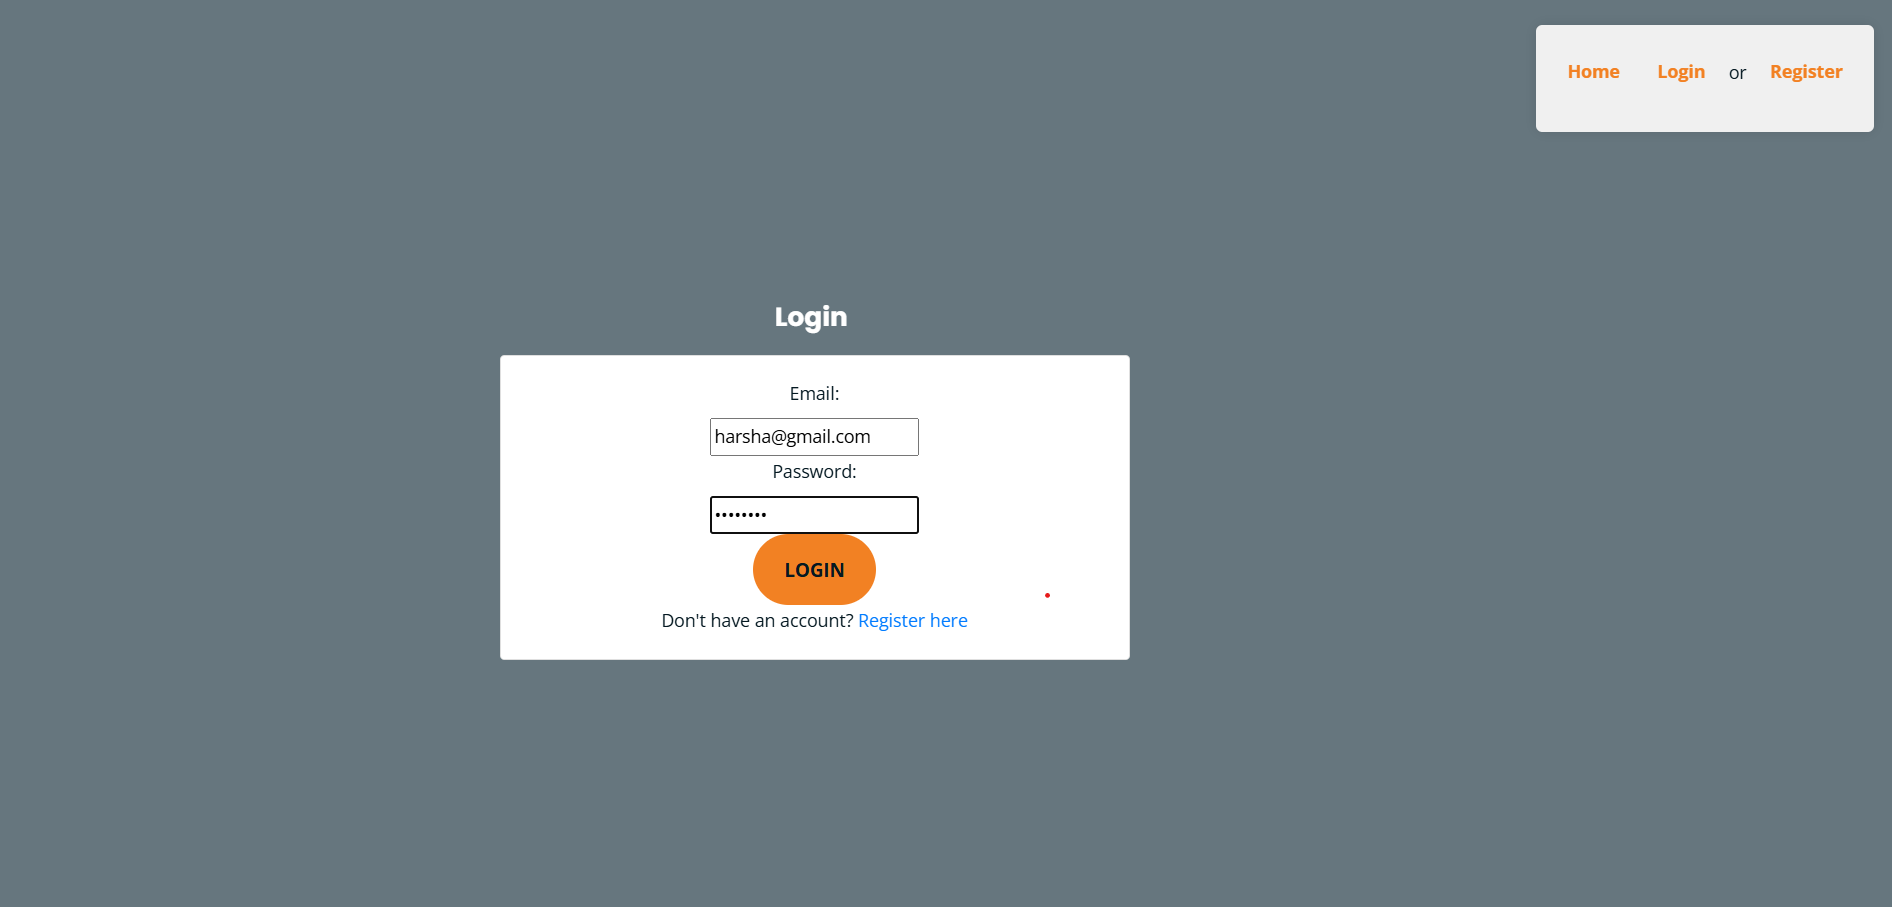 Home Login or Register
Login
Email:
harsha@gmail.com
Password:
••••••••
LOGIN
Don't have an account? Register here